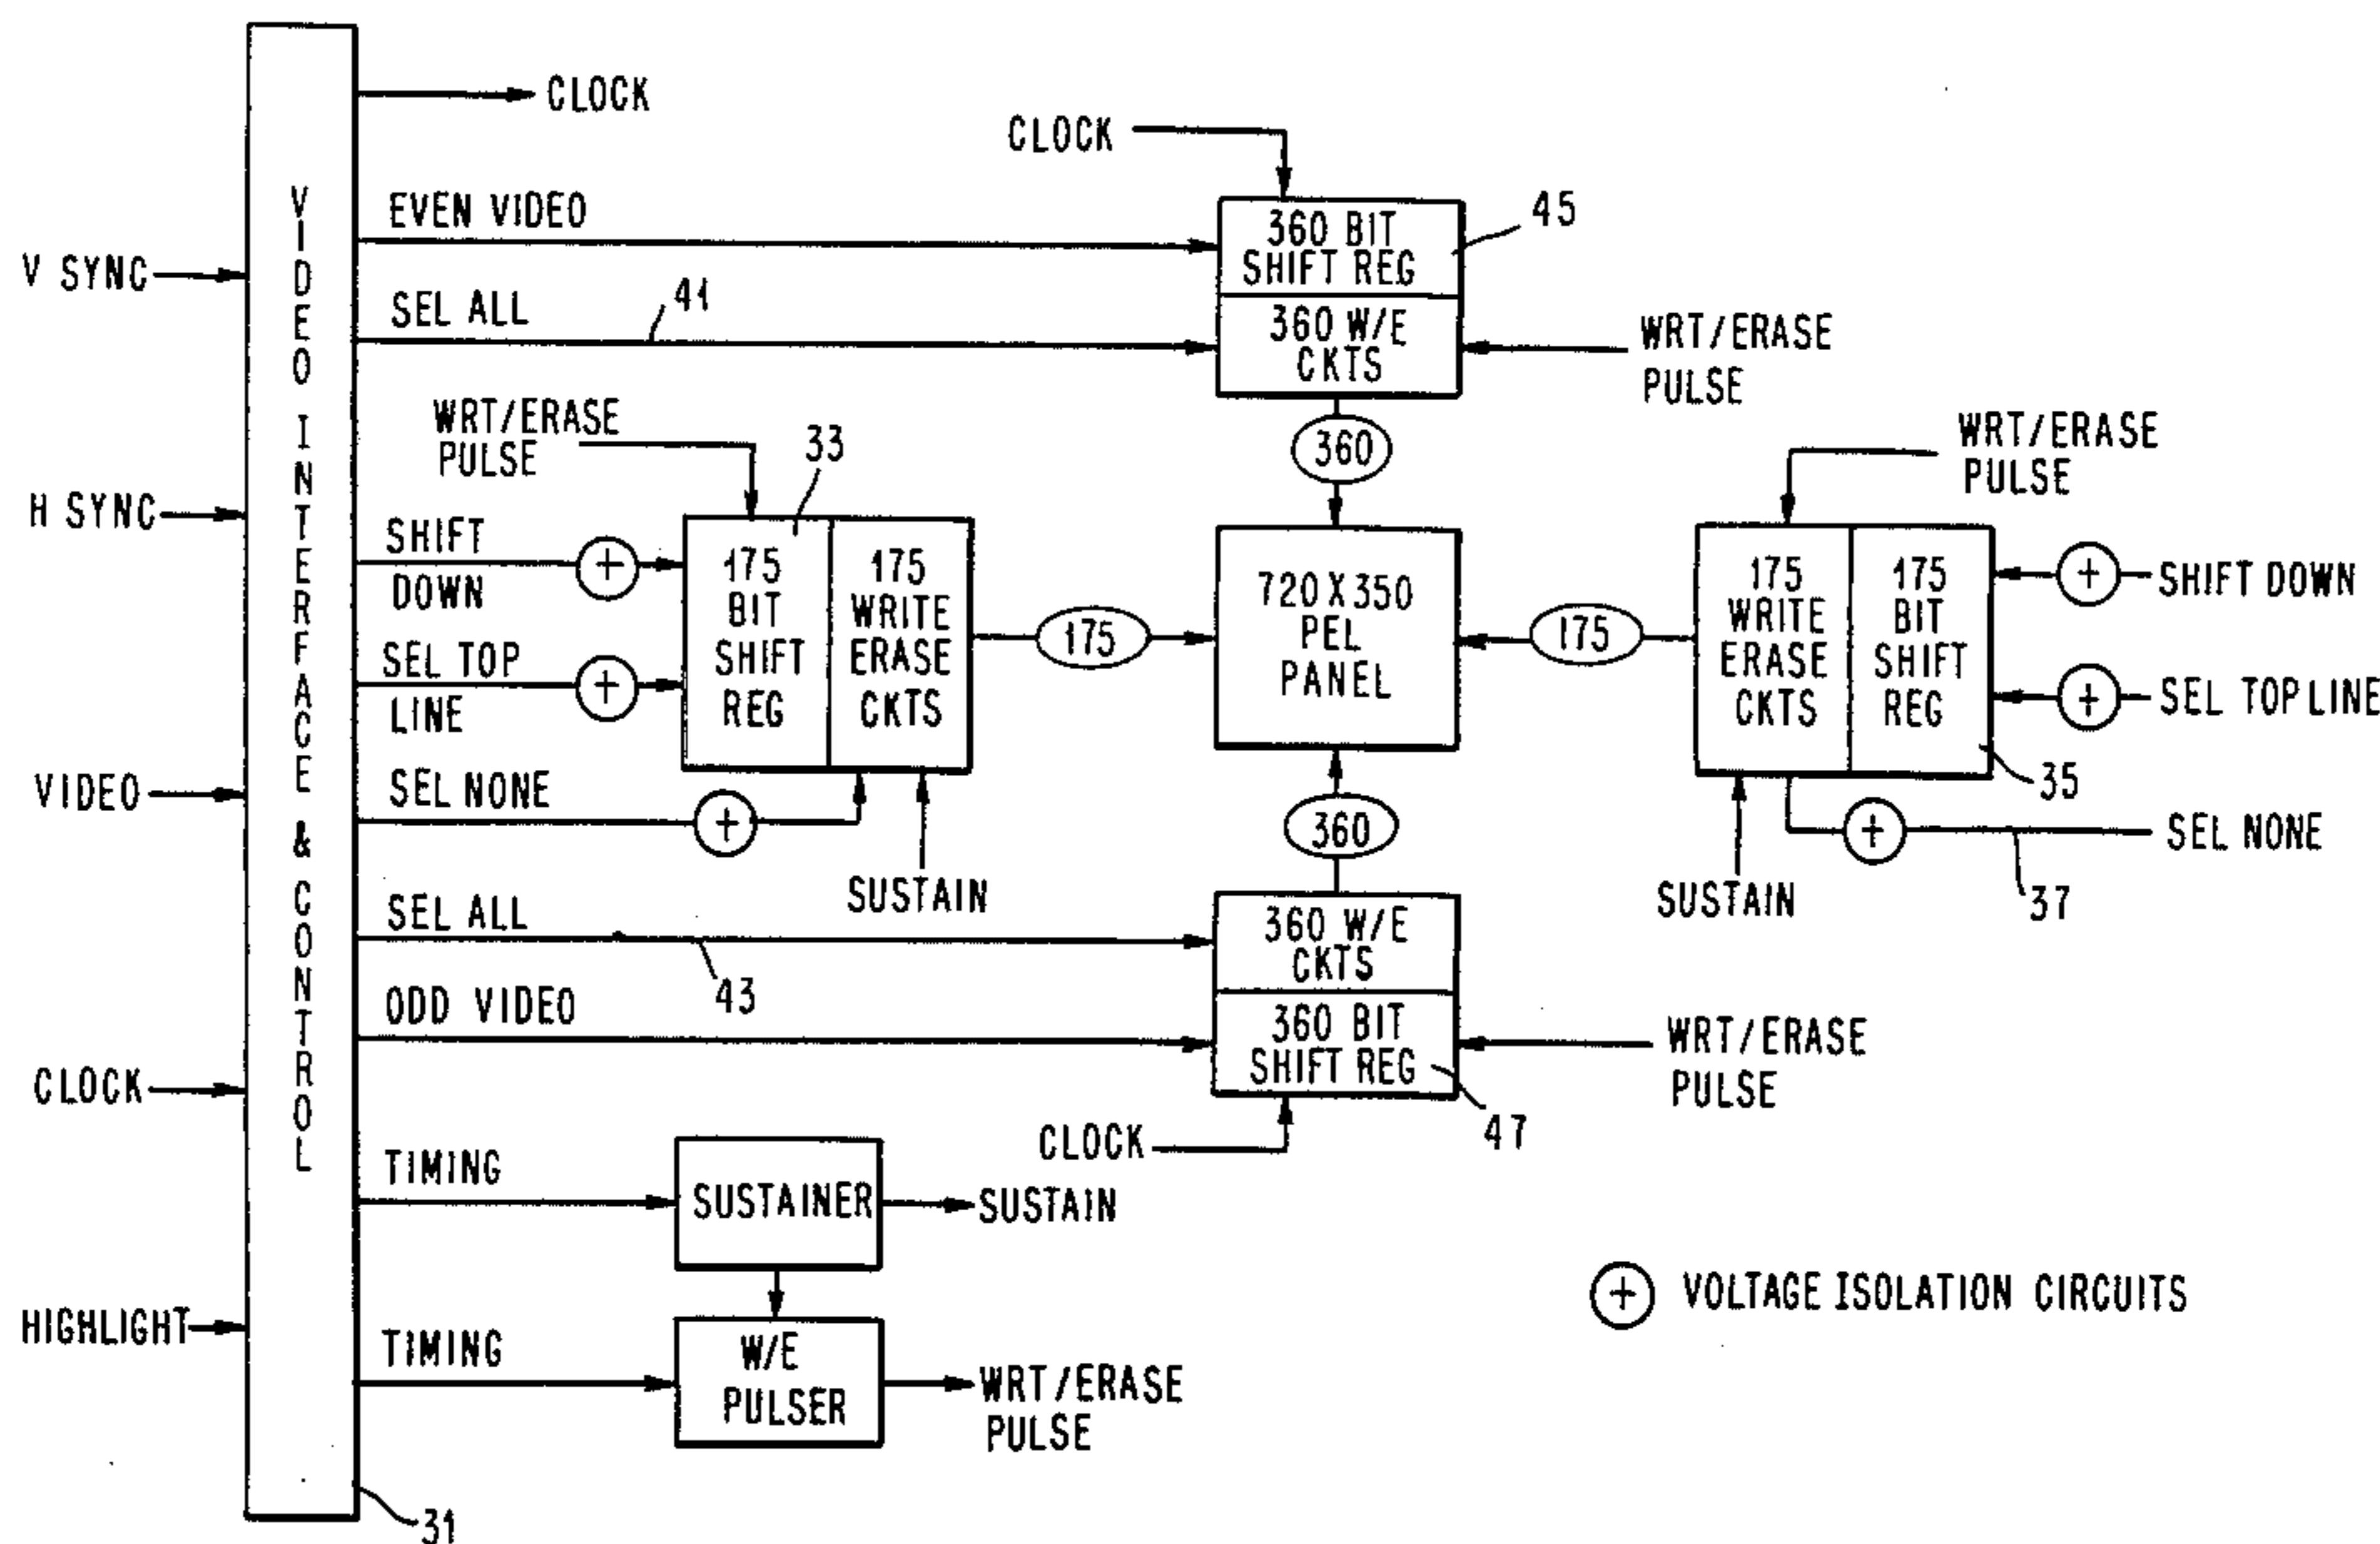 CLOCK
CLOCK
EVEN VIDEO
360 BIT
SHIFT REG
45
V SYNC
SEL ALL
41
360 W/E
CKTS
WRT/ERASE
PULSE
VIDEO INTERFACE & CONTROL
WRT/ERASE
PULSE
33
360
WRT/ERASE
PULSE
H SYNC
SHIFT
DOWN
175
BIT
SHIFT
REG
175
WRITE
ERASE
CKTS
175
720 X 350
PEL
PANEL
175
175
WRITE
ERASE
CKTS
175
BIT
SHIFT
REG
+
+
SHIFT DOWN
SEL TOP
LINE
+
+
SEL TOP LINE
35
VIDEO
SEL NONE
+
360
+
SEL NONE
37
SUSTAIN
SUSTAIN
SEL ALL
43
360 W/E
CKTS
ODD VIDEO
360 BIT
SHIFT REG
WRT/ERASE
PULSE
47
CLOCK
CLOCK
TIMING
SUSTAINER
SUSTAIN
+ VOLTAGE ISOLATION CIRCUITS
HIGHLIGHT
TIMING
W/E
PULSER
WRT/ERASE
PULSE
31